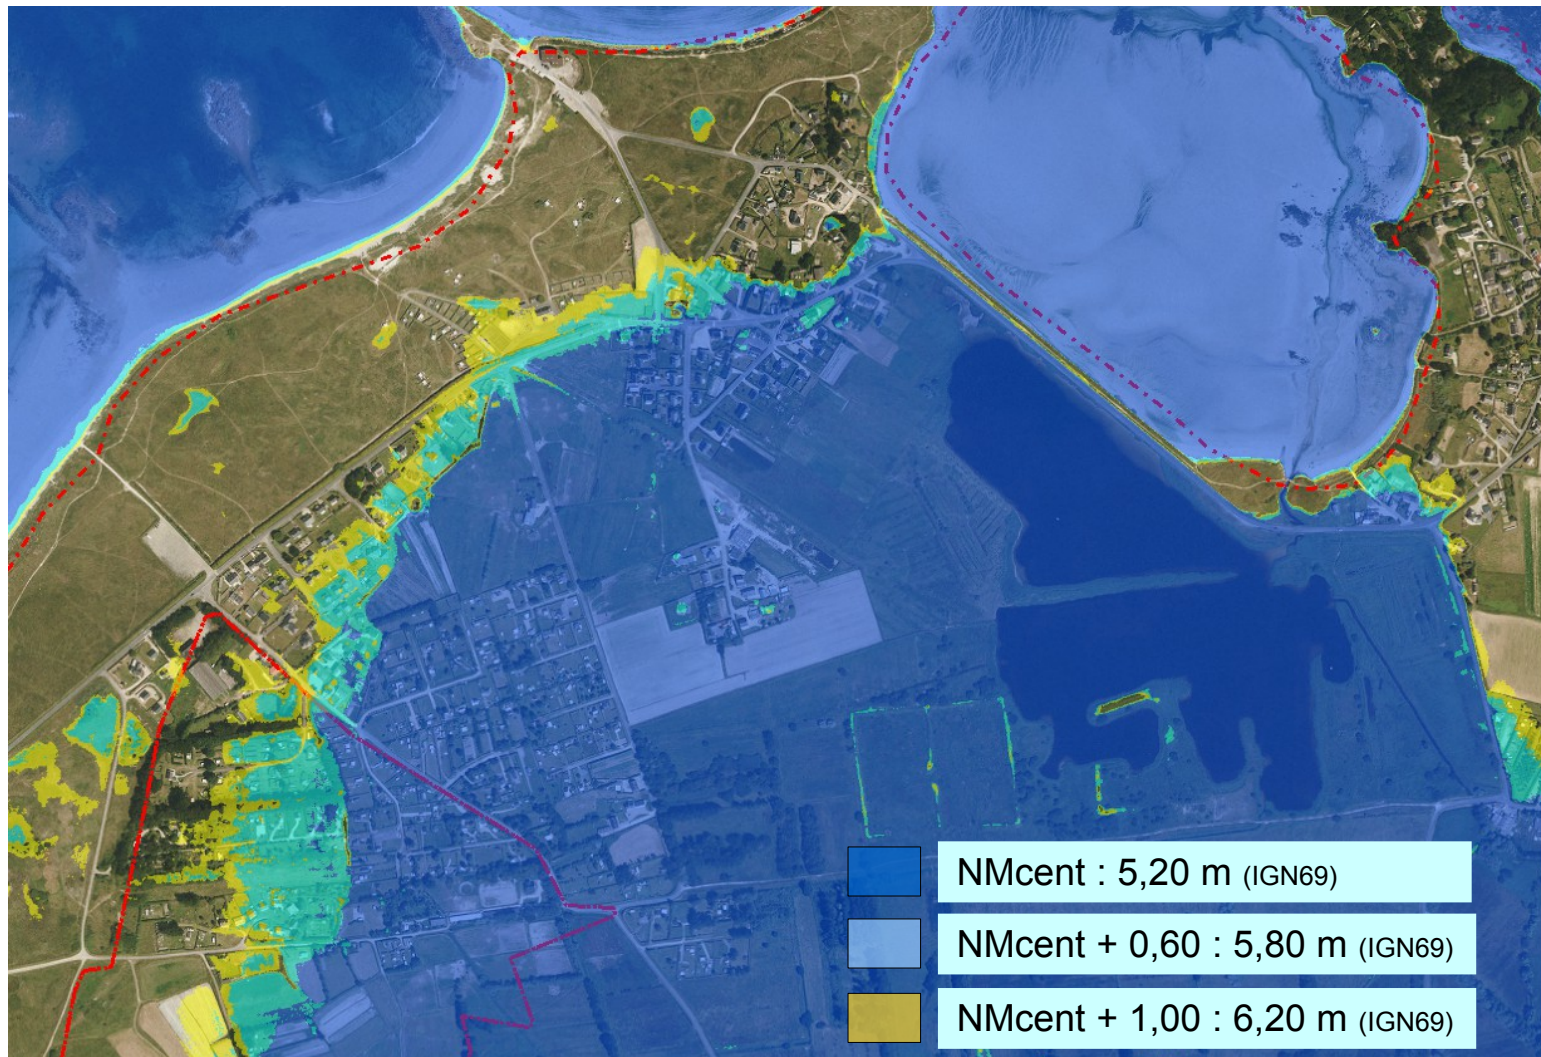 NMcent : 5,20 m (IGN69)
NMcent + 0,60 : 5,80 m (IGN69)
NMcent + 1,00 : 6,20 m (IGN69)